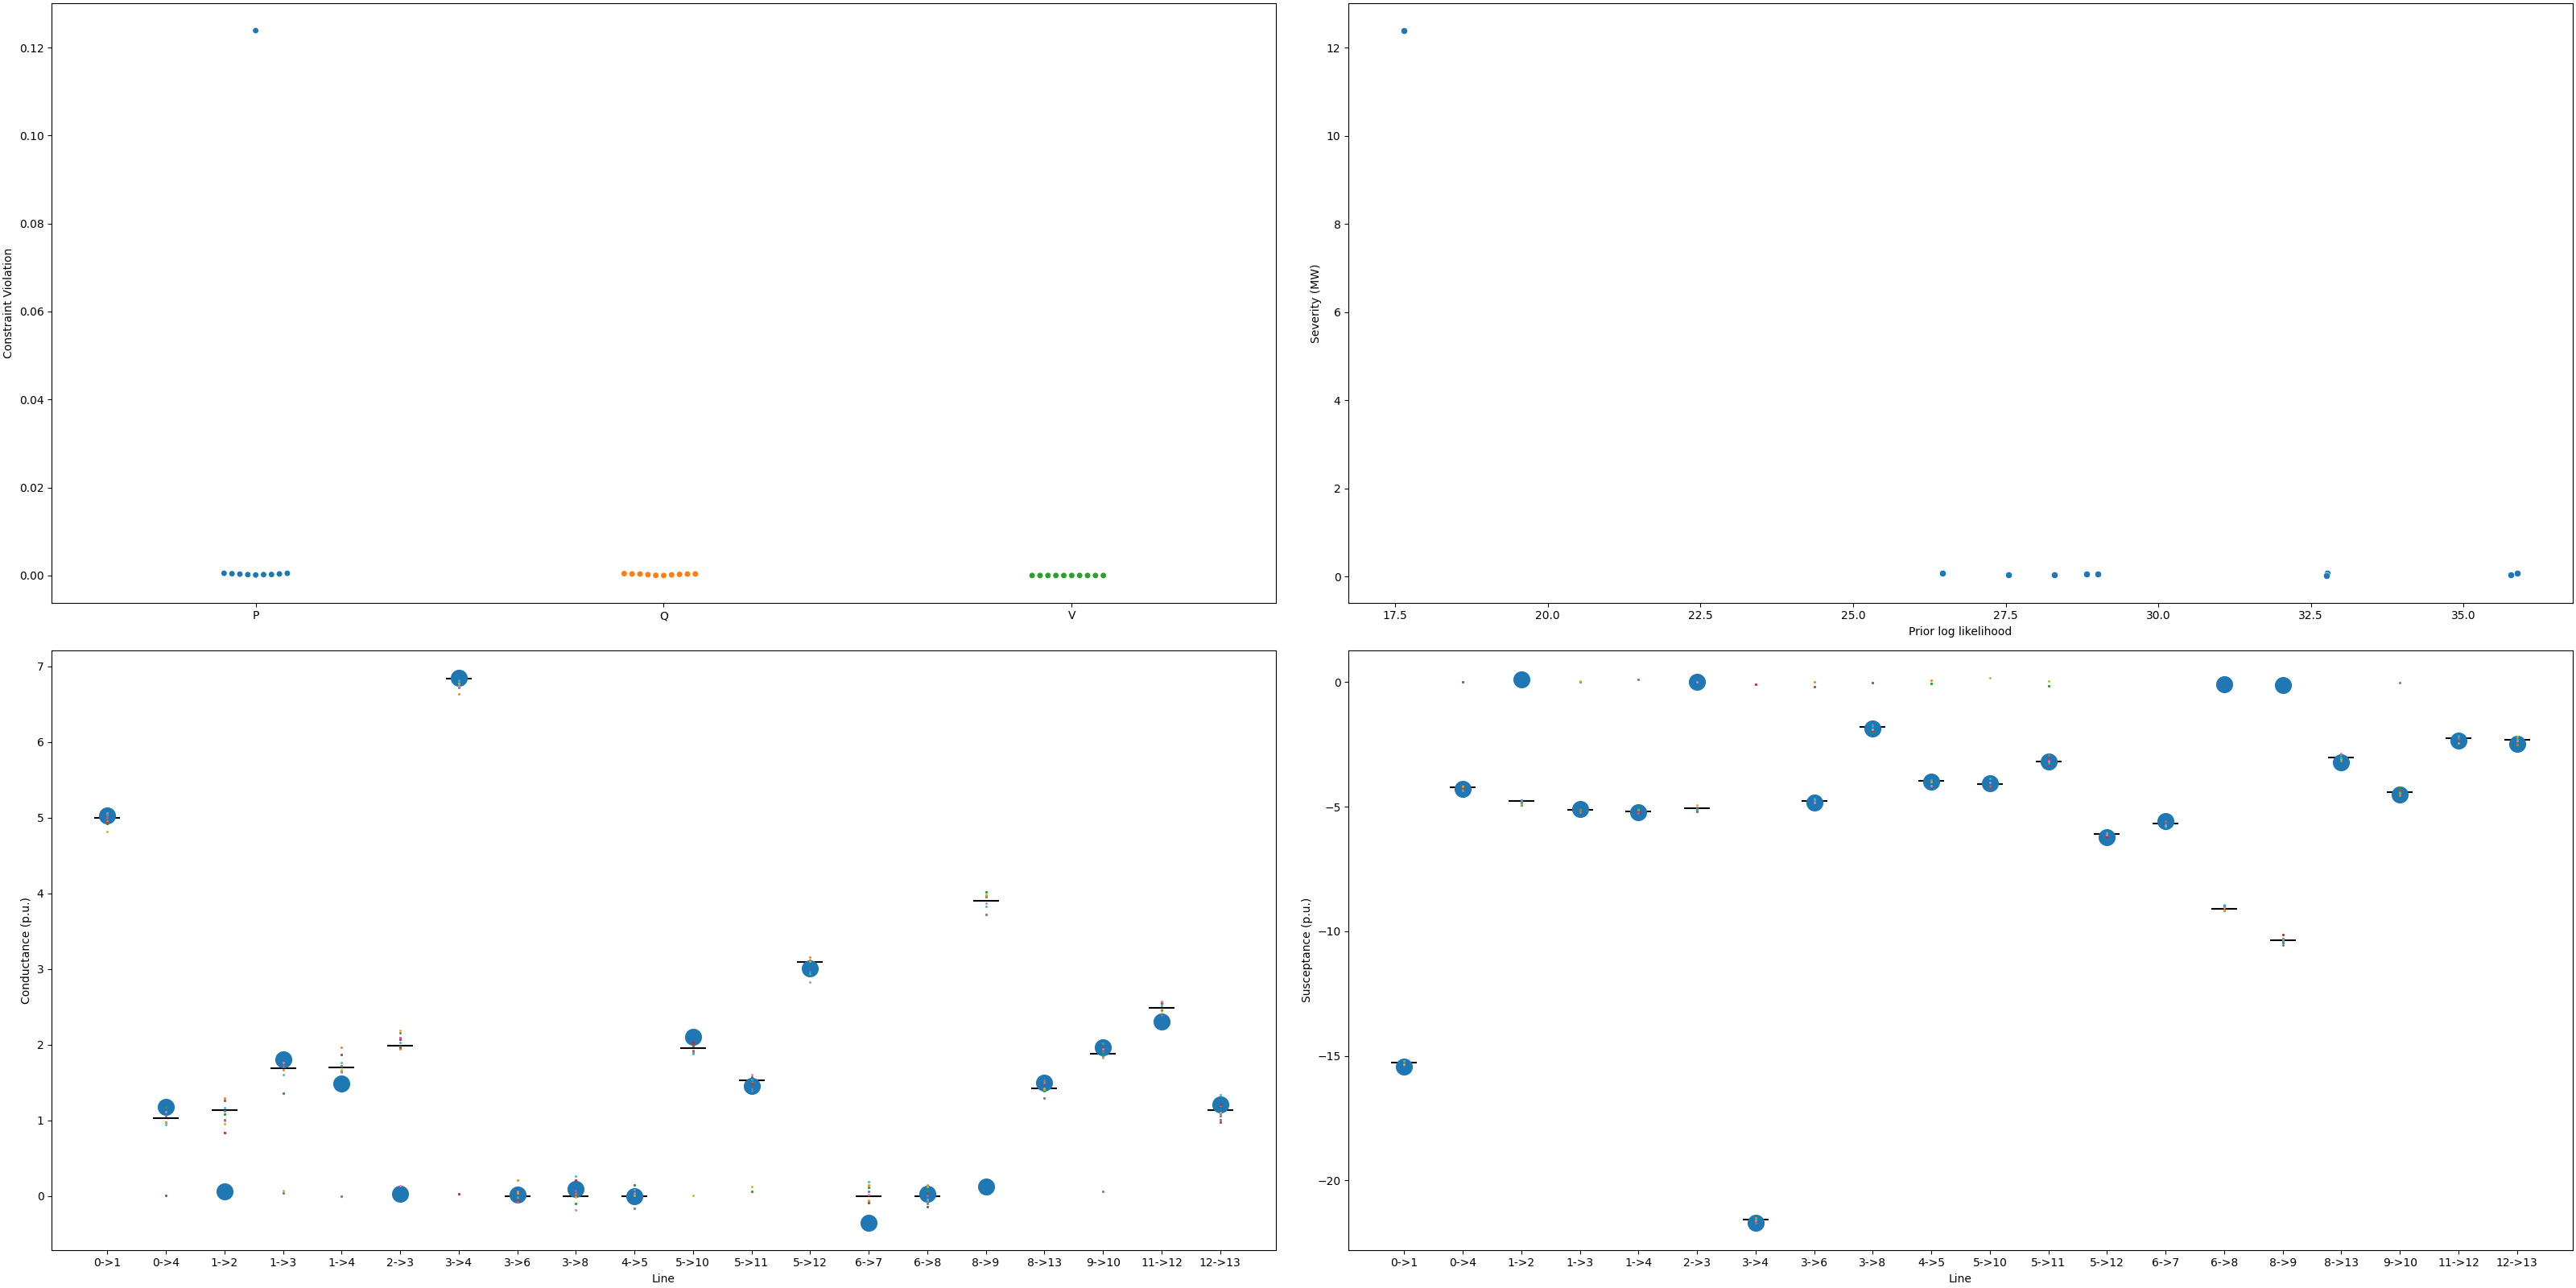 Constraint Violation
0.12
0.10
0.08
0.06
0.04
0.02
0.00
P Q V
Severity (MW)
12
10
8
6
4
2
0
17.5 20.0 22.5 25.0 27.5 30.0 32.5 35.0
Prior log likelihood
Conductance (p.u.)
7
6
5
4
3
2
1
0
0->1 0->4 1->2 1->3 1->4 2->3 3->4 3->6 3->8 4->5 5->10 5->11 5->12 6->7 6->8 8->9 8->13 9->10 11->12 12->13
Line
Susceptance (p.u.)
0
−5
−10
−15
−20
0->1 0->4 1->2 1->3 1->4 2->3 3->4 3->6 3->8 4->5 5->10 5->11 5->12 6->7 6->8 8->9 8->13 9->10 11->12 12->13
Line